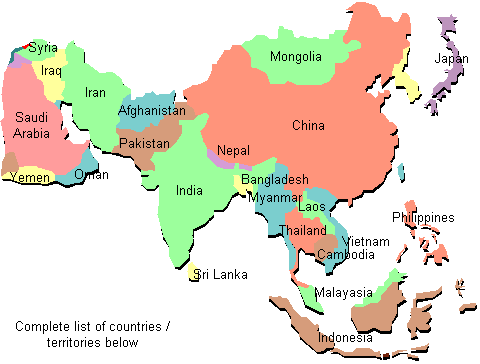 Syria
Mongolia
Japan
Iraq
Iran
Afghanistan
Saudi
Arabia
China
Pakistan
Nepal
Yemen
Oman
India
Bangladesh
Myanmar
Laos
Philippines
Thailand
Vietnam
Cambodia
Sri Lanka
Malayasia
Indonesia
Complete list of countries /
territories below